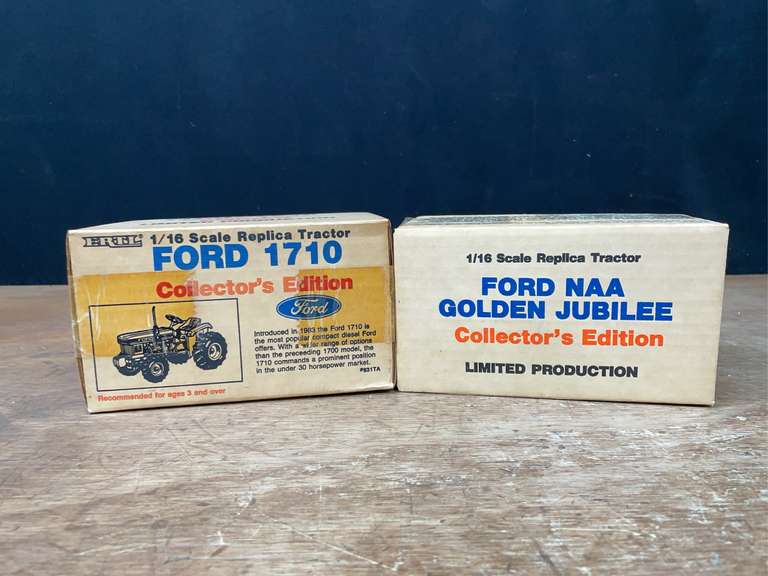 ERTL 1/16 Scale Replica Tractor
FORD 1710
Collector's Edition
Ford
Introduced in 1983 the Ford 1710 is
the most popular compact diesel Ford
offers. With a wider range of options
than the preceeding 1700 model, the
1710 commands a prominent position
in the under 30 horsepower market.
#831TA
Recommended for ages 3 and over
1/16 Scale Replica Tractor
FORD NAA
GOLDEN JUBILEE
Collector's Edition
LIMITED PRODUCTION